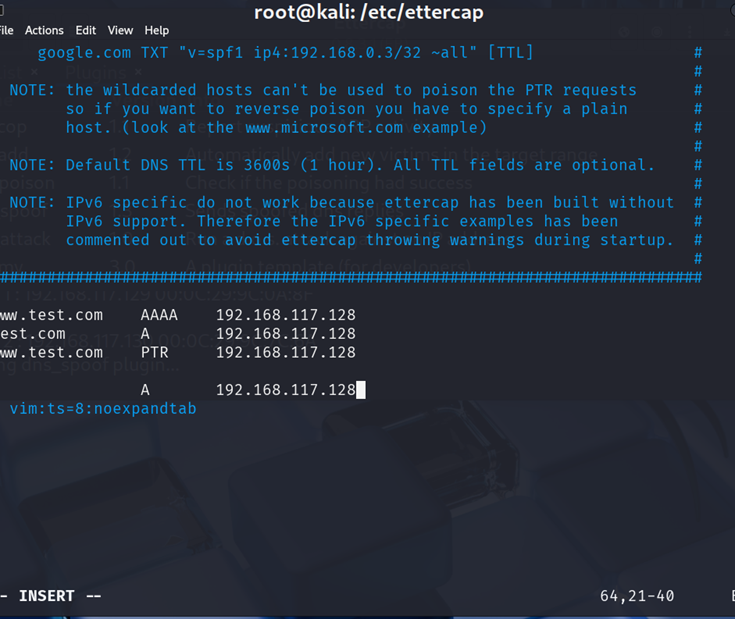 root@kali: /etc/ettercap
File Actions Edit View Help
google.com TXT "v=spf1 ip4:192.168.0.3/32 ~all" [TTL] #
#
NOTE: the wildcarded hosts can't be used to poison the PTR requests #
so if you want to reverse poison you have to specify a plain #
host. (look at the www.microsoft.com example) #
#
NOTE: Default DNS TTL is 3600s (1 hour). All TTL fields are optional. #
#
NOTE: IPv6 specific do not work because ettercap has been built without #
IPv6 support. Therefore the IPv6 specific examples has been #
commented out to avoid ettercap throwing warnings during startup. #
#
################################################################################
www.test.com AAAA 192.168.117.128
est.com A 192.168.117.128
www.test.com PTR 192.168.117.128
A 192.168.117.128
vim:ts=8:noexpandtab
- INSERT -- 64,21-40